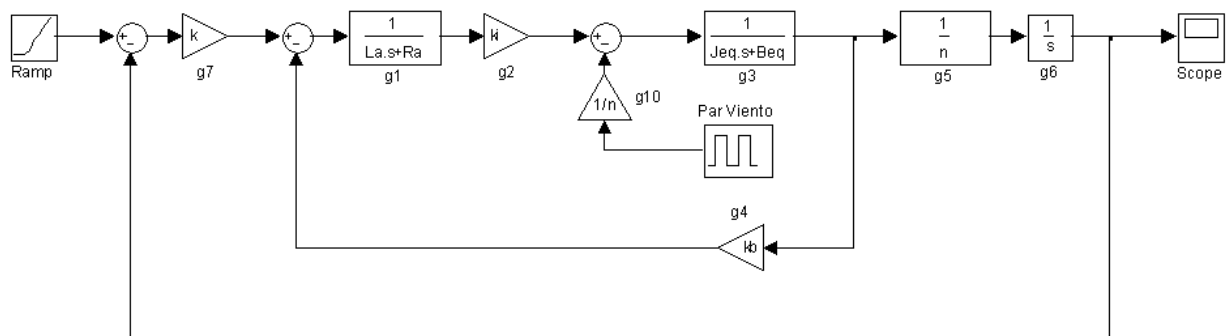 Ramp
+
-
k
g7
+
-
1
La.s+Ra
g1
ki
g2
+
-
1/n
g10
Par Viento
1
Jeq.s+Beq
g3
g4
kb
1
n
g5
1
s
g6
Scope